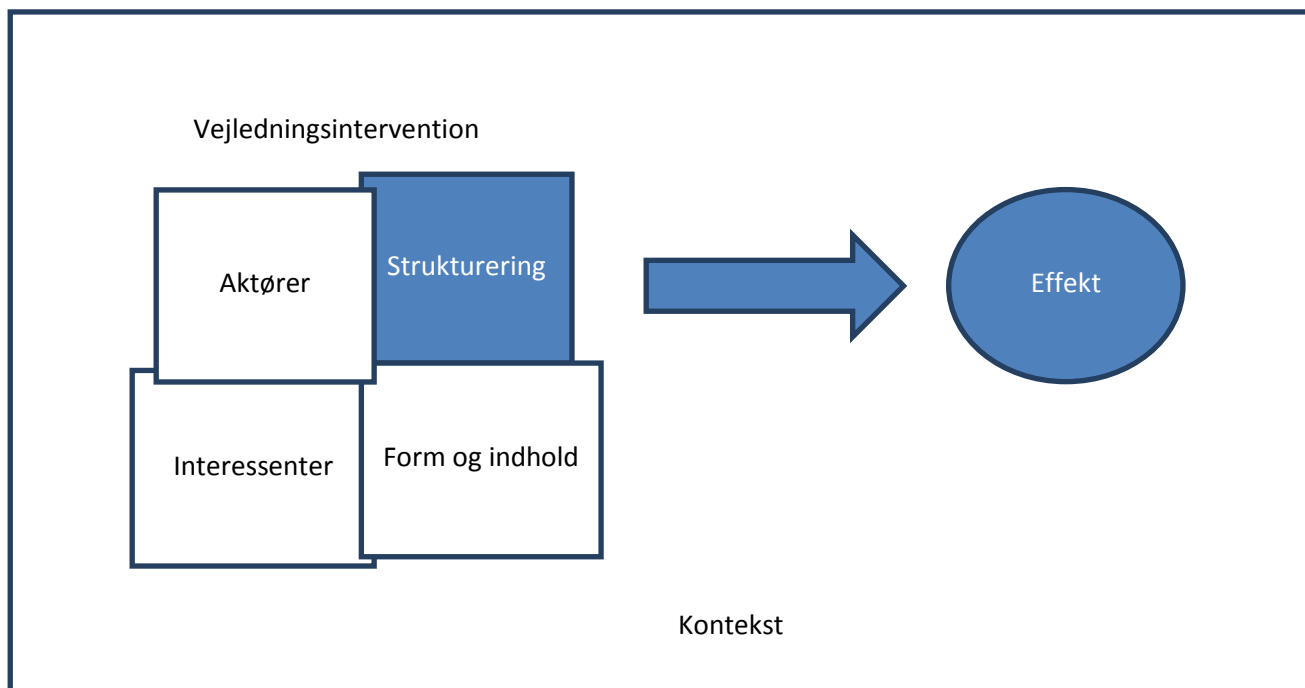 Vejledningsintervention
Aktører
Strukturering
Effekt
Interessenter
Form og indhold
Kontekst